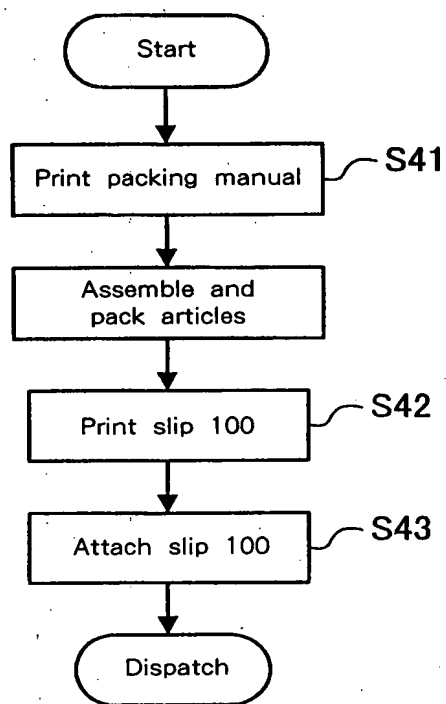 Start
Print packing manual
S41
Assemble and
pack articles
Print slip 100
S42
Attach slip 100
S43
Dispatch